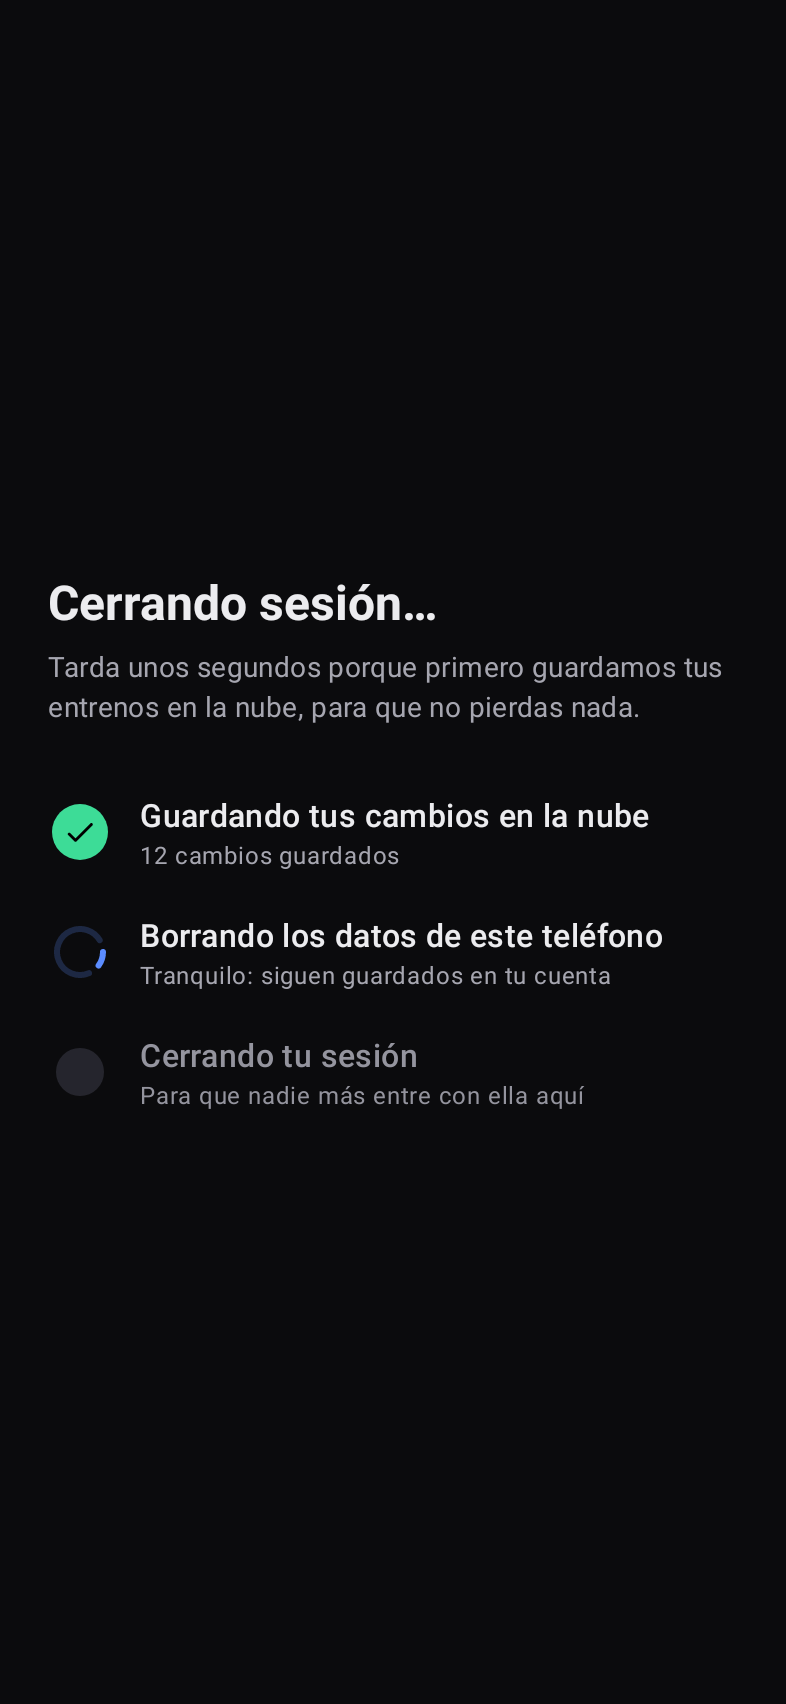 Cerrando sesión…
Tarda unos segundos porque primero guardamos tus
entrenos en la nube, para que no pierdas nada.
Guardando tus cambios en la nube
12 cambios guardados
Borrando los datos de este teléfono
Tranquilo: siguen guardados en tu cuenta
Cerrando tu sesión
Para que nadie más entre con ella aquí